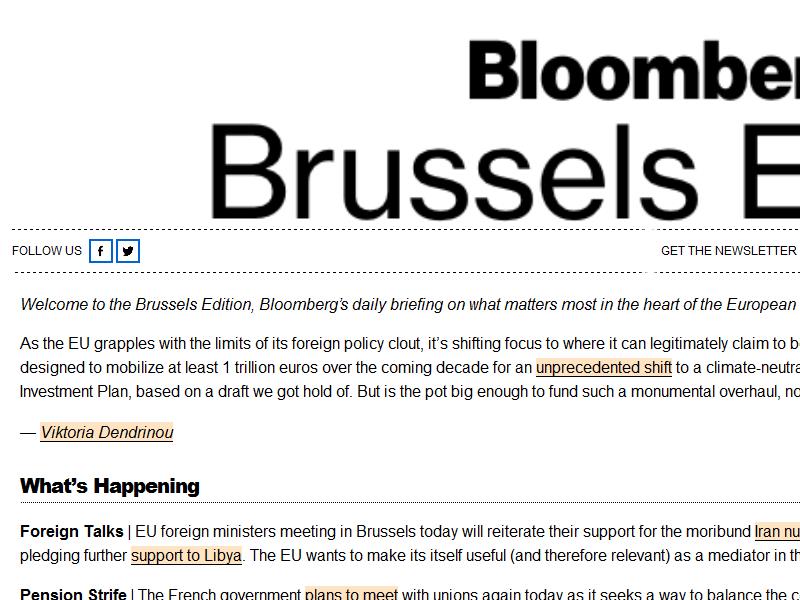 Bloomber
Brussels E
FOLLOW US GET THE NEWSLETTER
Welcome to the Brussels Edition, Bloomberg's daily briefing on what matters most in the heart of the European
As the EU grapples with the limits of its foreign policy clout, it's shifting focus to where it can legitimately claim to b
designed to mobilize at least 1 trillion euros over the coming decade for an unprecedented shift to a climate-neutra
Investment Plan, based on a draft we got hold of. But is the pot big enough to fund such a monumental overhaul, no
— Viktoria Dendrinou
What's Happening
Foreign Talks | EU foreign ministers meeting in Brussels today will reiterate their support for the moribund Iran nu
pledging further support to Libya. The EU wants to make its itself useful (and therefore relevant) as a mediator in th
Pension Strife | The French government plans to meet with unions again today as it seeks a way to balance the c